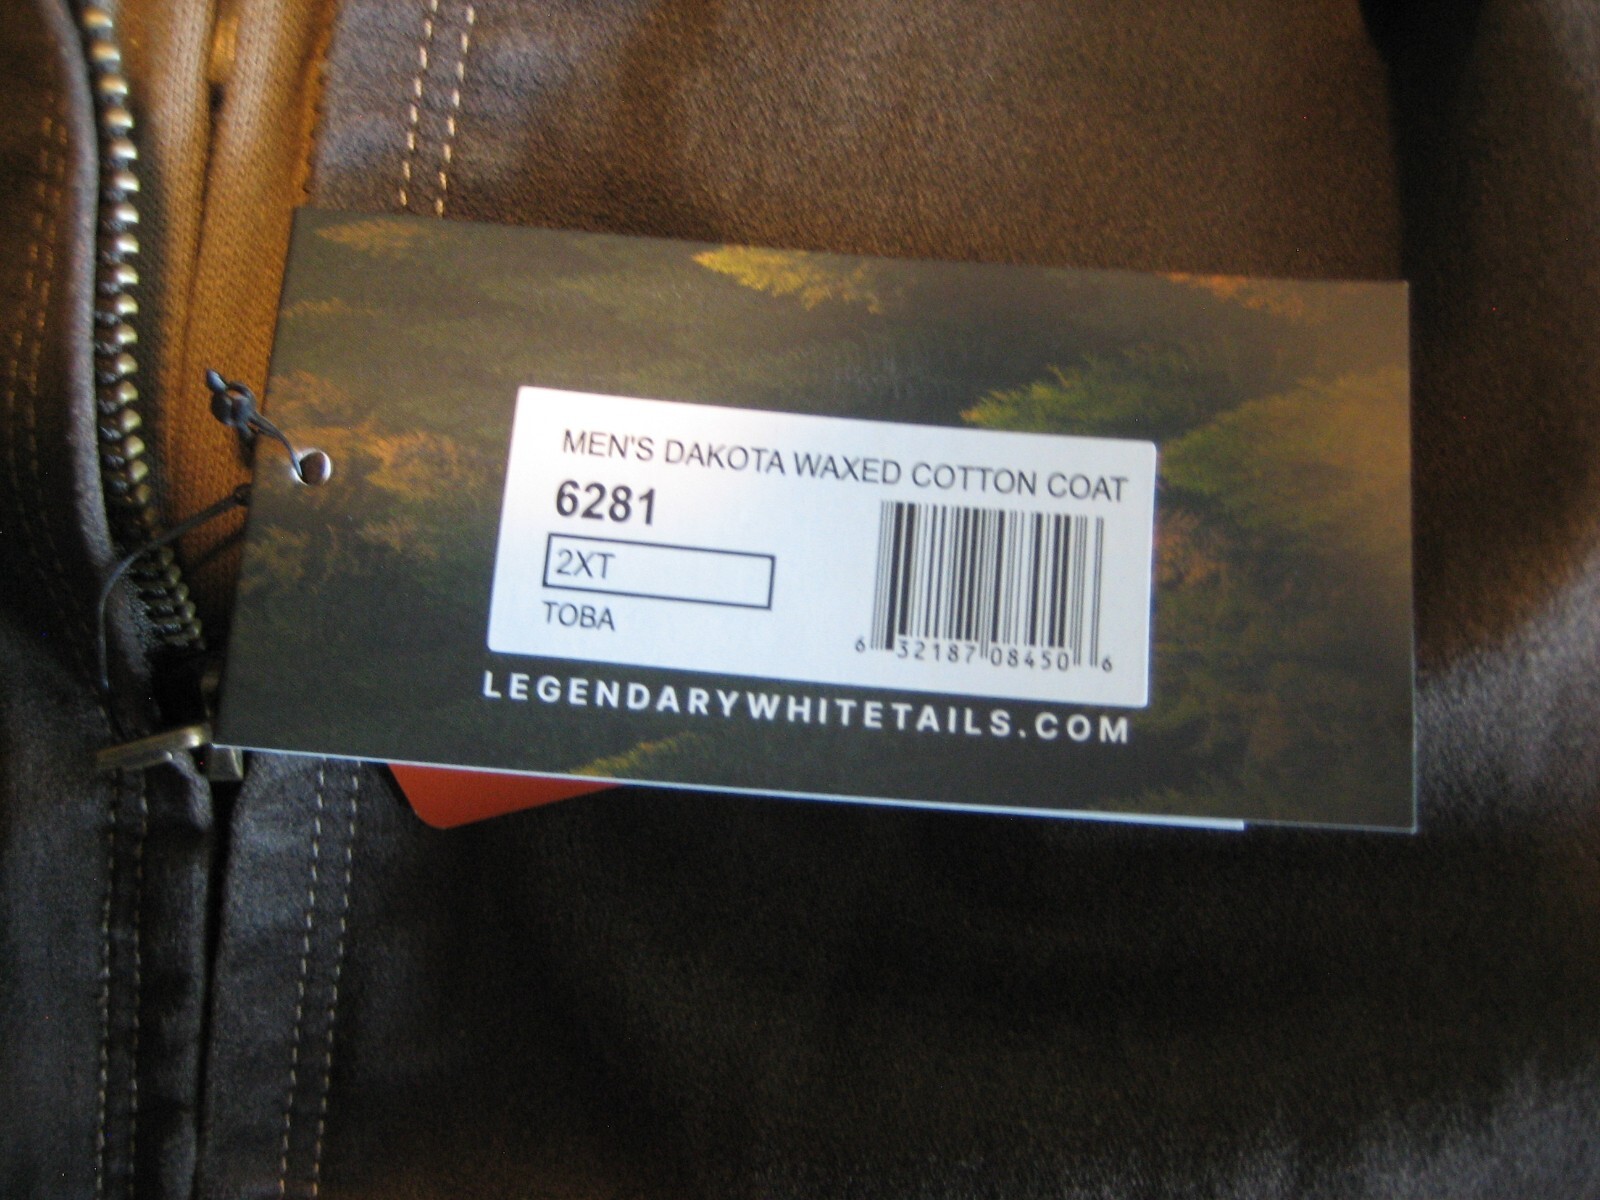 MEN'S DAKOTA WAXED COTTON COAT
6281
2XT
TOBA
6 32187 08450 6
LEGENDARYWHITETAILS.COM